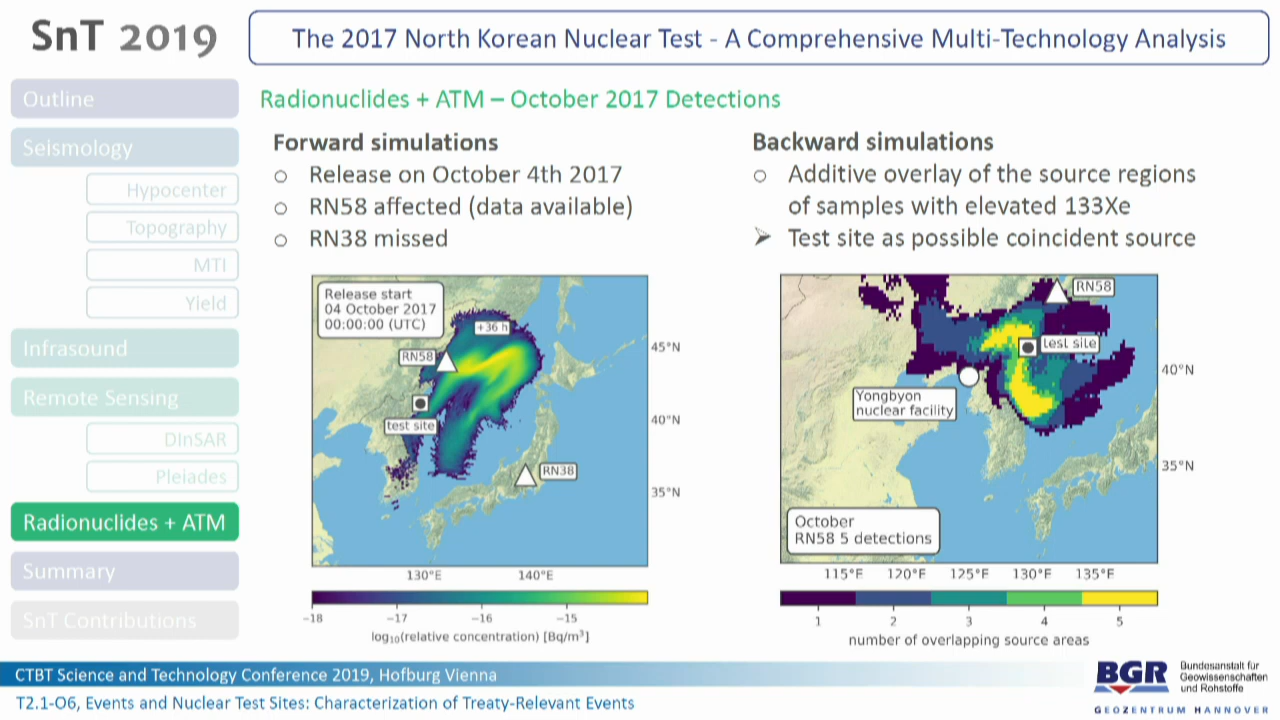 SnT 2019
The 2017 North Korean Nuclear Test - A Comprehensive Multi-Technology Analysis
Outline
Seismology
Hypocenter
Topography
MTI
Yield
Infrasound
Remote Sensing
DInSAR
Pleiades
Radionuclides + ATM
Summary
SnT Contributions
Radionuclides + ATM – October 2017 Detections
Forward simulations
○ Release on October 4th 2017
○ RN58 affected (data available)
○ RN38 missed
Release start
04 October 2017
00:00:00 (UTC)
+36 h
RN58
test site
RN38
45°N
40°N
35°N
130°E 140°E
−18 −17 −16 −15
log₁₀(relative concentration) [Bq/m³]
Backward simulations
○ Additive overlay of the source regions
of samples with elevated 133Xe
➢ Test site as possible coincident source
RN58
test site
Yongbyon
nuclear facility
October
RN58 5 detections
40°N
35°N
115°E 120°E 125°E 130°E 135°E
1 2 3 4 5
number of overlapping source areas
CTBT Science and Technology Conference 2019, Hofburg Vienna
T2.1-O6, Events and Nuclear Test Sites: Characterization of Treaty-Relevant Events
BGR
Bundesanstalt für
Geowissenschaften
und Rohstoffe
GEOZENTRUM HANNOVER